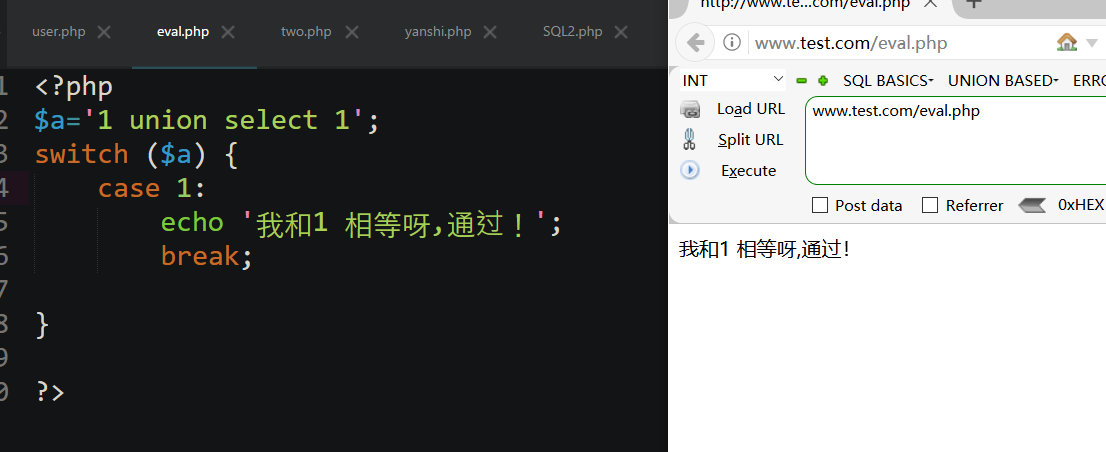 user.php
eval.php
two.php
yanshi.php
SQL2.php
1 <?php
2 $a='1 union select 1';
3 switch ($a) {
4 case 1:
5 echo '我和1 相等呀,通过！';
6 break;
7
8 }
9
0 ?>
http://www.te...com/eval.php
www.test.com/eval.php
INT
SQL BASICS
UNION BASED
ERRO
Load URL
www.test.com/eval.php
Split URL
Execute
Post data
Referrer
0xHEX
我和1 相等呀,通过！